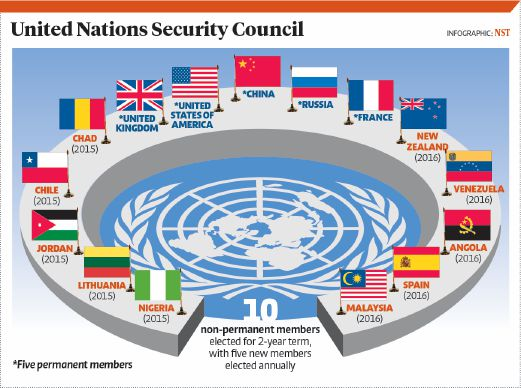 United Nations Security Council
INFOGRAPHIC: NST
*CHINA
*UNITED
STATES OF
AMERICA
*RUSSIA
*UNITED
KINGDOM
*FRANCE
CHAD
(2015)
NEW
ZEALAND
(2016)
CHILE
(2015)
VENEZUELA
(2016)
JORDAN
(2015)
ANGOLA
(2016)
LITHUANIA
(2015)
SPAIN
(2016)
NIGERIA
(2015)
MALAYSIA
(2016)
10
non-permanent members
elected for 2-year term,
with five new members
elected annually
*Five permanent members